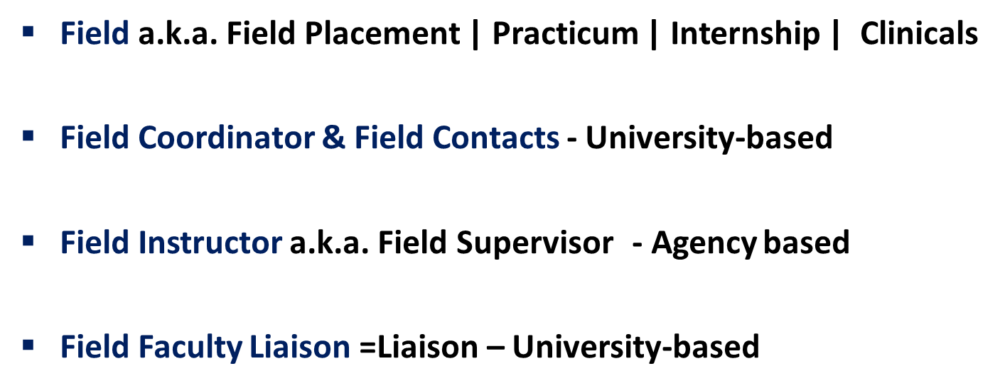 ▪ Field a.k.a. Field Placement | Practicum | Internship | Clinicals
▪ Field Coordinator & Field Contacts - University-based
▪ Field Instructor a.k.a. Field Supervisor - Agency based
▪ Field Faculty Liaison =Liaison – University-based